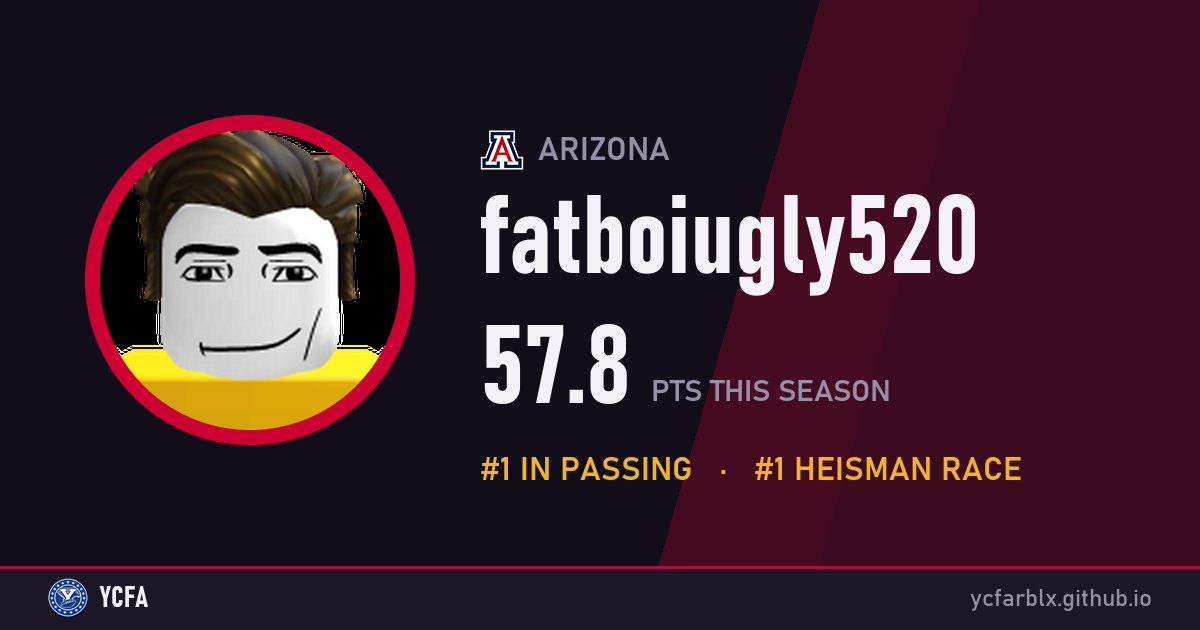 A ARIZONA
fatboiugly520
57.8 PTS THIS SEASON
#1 IN PASSING · #1 HEISMAN RACE
YCFA
ycfarblx.github.io